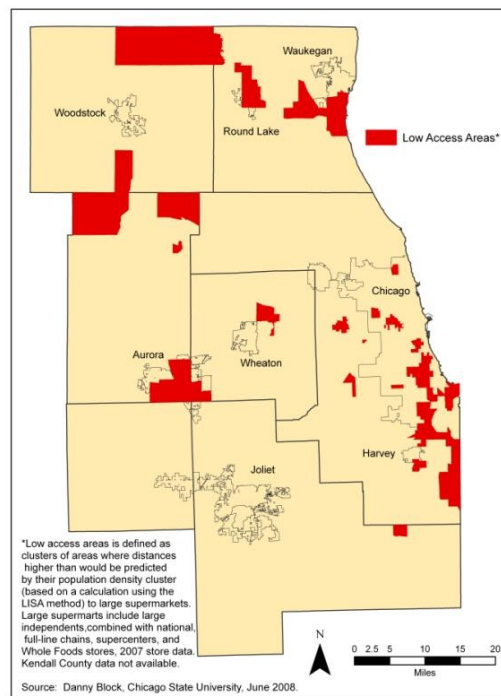 Waukegan
Woodstock
Round Lake
Low Access Areas*
Chicago
Aurora
Wheaton
Harvey
Joliet
*Low access areas is defined as
clusters of areas where distances
higher than would be predicted
by their population density cluster
(based on a calculation using the
LISA method) to large supermarkets.
Large supermarts include large
independents,combined with national,
full-line chains, supercenters, and
Whole Foods stores, 2007 store data.
Kendall County data not available.
N
0 2.5 5 10 15 20
Miles
Source: Danny Block, Chicago State University, June 2008.